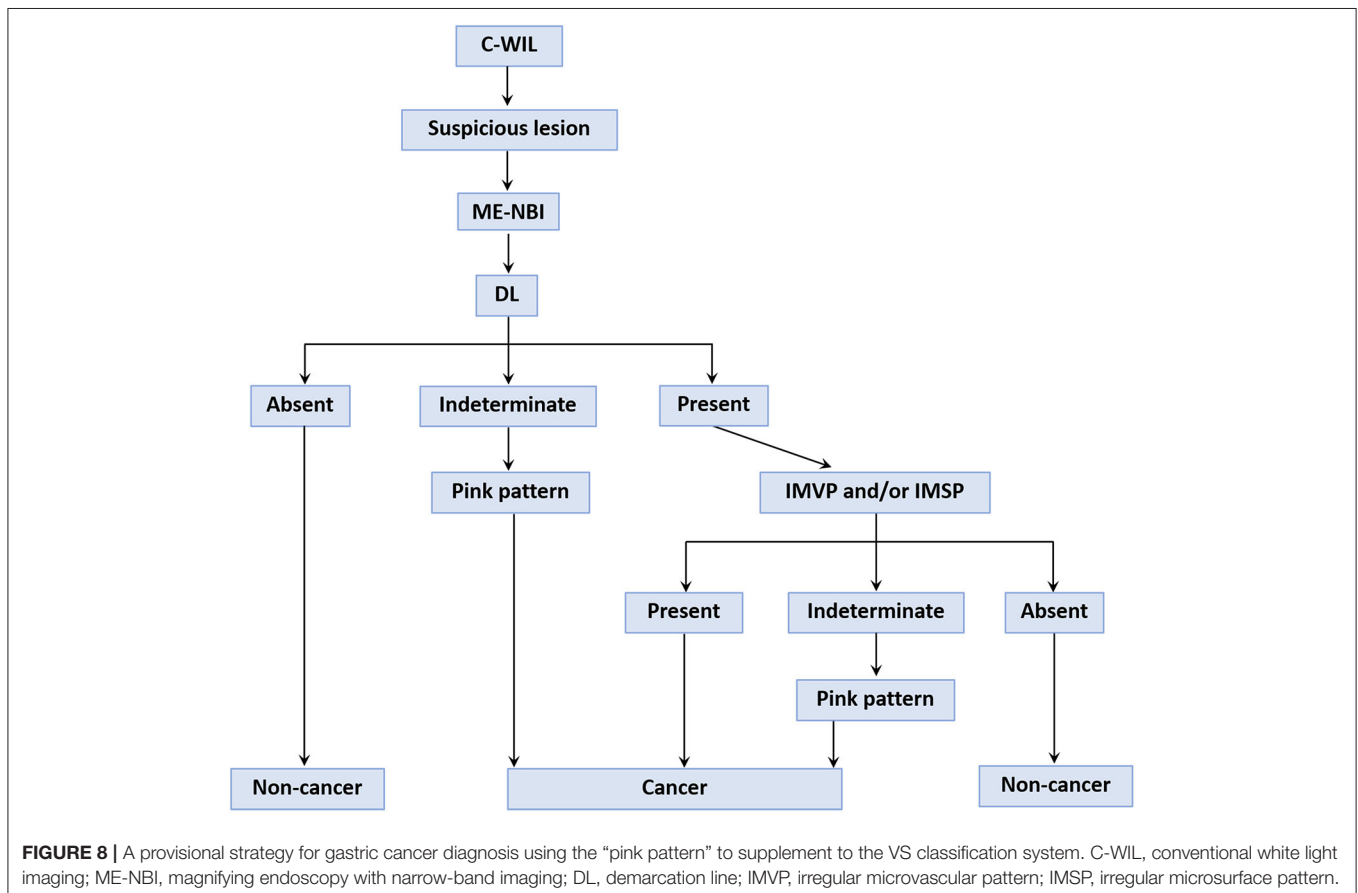 C-WIL
Suspicious lesion
ME-NBI
DL
Absent
Indeterminate
Present
Pink pattern
IMVP and/or IMSP
Present
Indeterminate
Absent
Pink pattern
Non-cancer
Cancer
Non-cancer
FIGURE 8 | A provisional strategy for gastric cancer diagnosis using the “pink pattern” to supplement to the VS classification system. C-WIL, conventional white light
imaging; ME-NBI, magnifying endoscopy with narrow-band imaging; DL, demarcation line; IMVP, irregular microvascular pattern; IMSP, irregular microsurface pattern.